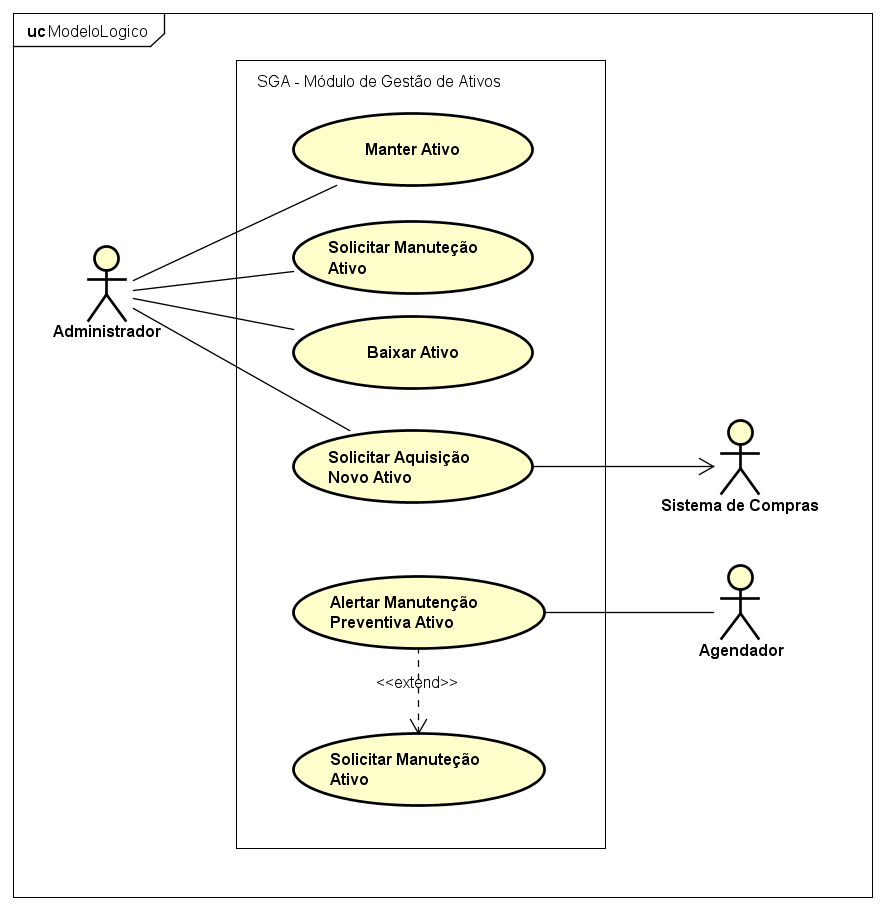 uc ModeloLogico
SGA - Módulo de Gestão de Ativos
Manter Ativo
Solicitar Manuteção
Ativo
Administrador
Baixar Ativo
Solicitar Aquisição
Novo Ativo
Sistema de Compras
Alertar Manutenção
Preventiva Ativo
Agendador
<<extend>>
Solicitar Manuteção
Ativo